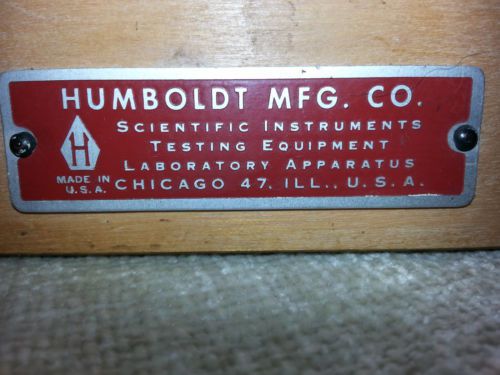 HUMBOLDT MFG. CO.
SCIENTIFIC INSTRUMENTS
TESTING EQUIPMENT
LABORATORY APPARATUS
CHICAGO 47, ILL., U.S.A.
H
MADE IN
U.S.A.